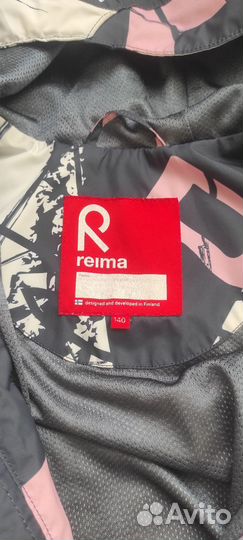 R
reima
designed and developed in Finland
140
Avito